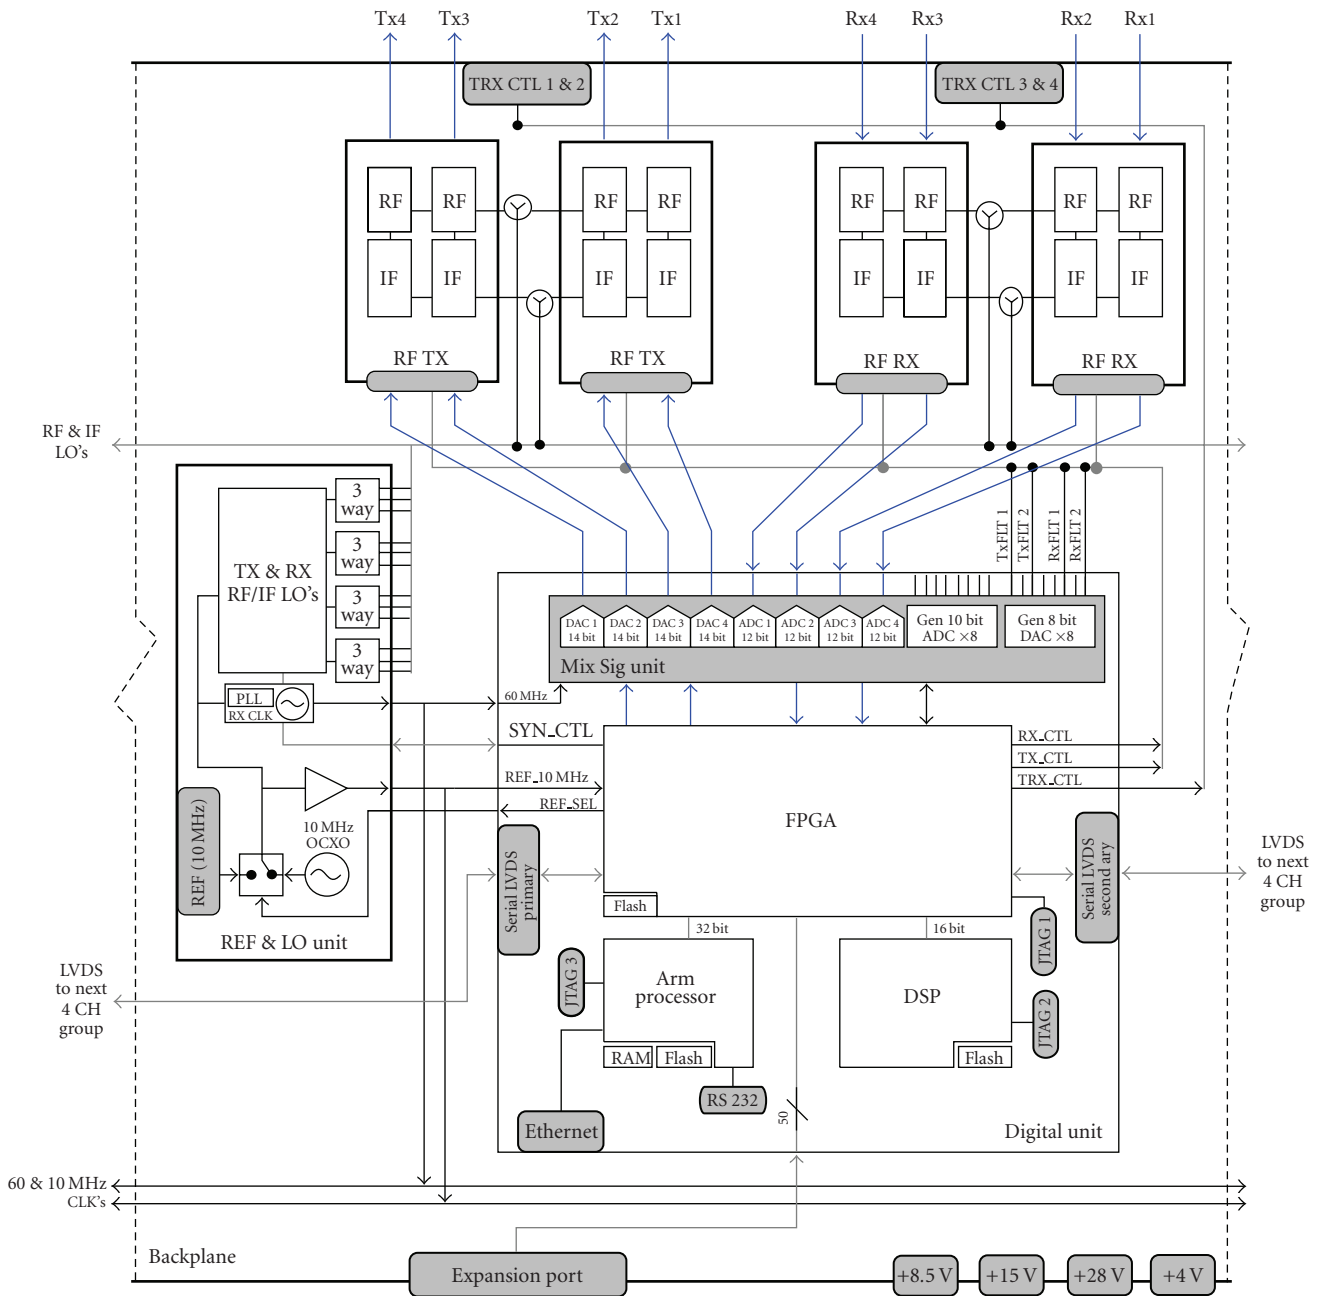 Tx4
Tx3
Tx2
Tx1
Rx4
Rx3
Rx2
Rx1
TRX CTL 1 & 2
TRX CTL 3 & 4
RF
RF
RF
RF
RF
RF
RF
RF
IF
IF
IF
IF
IF
IF
IF
IF
RF TX
RF TX
RF RX
RF RX
RF & IF
LO's
3
way
3
way
3
way
3
way
TX & RX
RF/IF LO's
PLL
RX CLK
TxFLT 1
TxFLT 2
RxFLT 1
RxFLT 2
DAC 1
14 bit
DAC 2
14 bit
DAC 3
14 bit
DAC 4
14 bit
ADC 1
12 bit
ADC 2
12 bit
ADC 3
12 bit
ADC 4
12 bit
Gen 10 bit
ADC ×8
Gen 8 bit
DAC ×8
Mix Sig unit
60 MHz
SYN_CTL
REF_10 MHz
REF_SEL
RX_CTL
TX_CTL
TRX_CTL
FPGA
Flash
REF (10 MHz)
10 MHz
OCXO
REF & LO unit
Serial LVDS
primary
Serial LVDS
second ary
LVDS
to next
4 CH
group
LVDS
to next
4 CH
group
32 bit
16 bit
JTAG 1
JTAG 2
JTAG 3
Arm
processor
RAM
Flash
DSP
Flash
RS 232
50
Ethernet
Digital unit
60 & 10 MHz
CLK's
Backplane
Expansion port
+8.5 V
+15 V
+28 V
+4 V